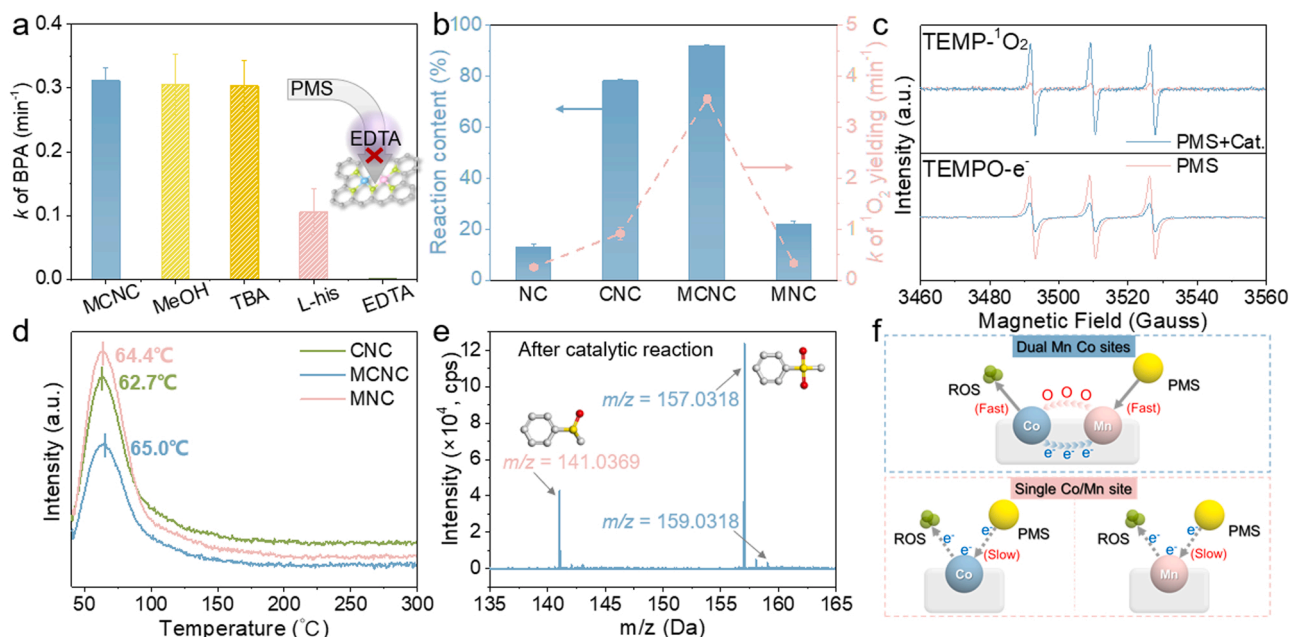 a
k of BPA (min⁻¹)
0.4
0.3
0.2
0.1
0.0
PMS
EDTA
MCNC
MeOH
TBA
L-his
EDTA
b
Reaction content (%)
100
80
60
40
20
0
NC
CNC
MCNC
MNC
5
4
3
2
1
0
k of ¹O₂ yielding (min⁻¹)
c
Intensity (a.u.)
TEMP-¹O₂
PMS+Cat.
TEMPO-e⁻
PMS
3460
3480
3500
3520
3540
3560
Magnetic Field (Gauss)
d
Intensity (a.u.)
64.4℃
62.7℃
65.0℃
CNC
MCNC
MNC
50
100
150
200
250
300
Temperature (℃)
e
Intensity (×10⁴, cps)
12
10
8
6
4
2
0
After catalytic reaction
m/z = 157.0318
m/z = 141.0369
m/z = 159.0318
135
140
145
150
155
160
165
m/z (Da)
f
Dual Mn Co sites
ROS
PMS
O O O
(Fast)
(Fast)
Co
Mn
e⁻ e⁻ e⁻
Single Co/Mn site
ROS
e⁻
e⁻
e⁻
PMS
(Slow)
Co
ROS
e⁻
e⁻
e⁻
PMS
(Slow)
Mn